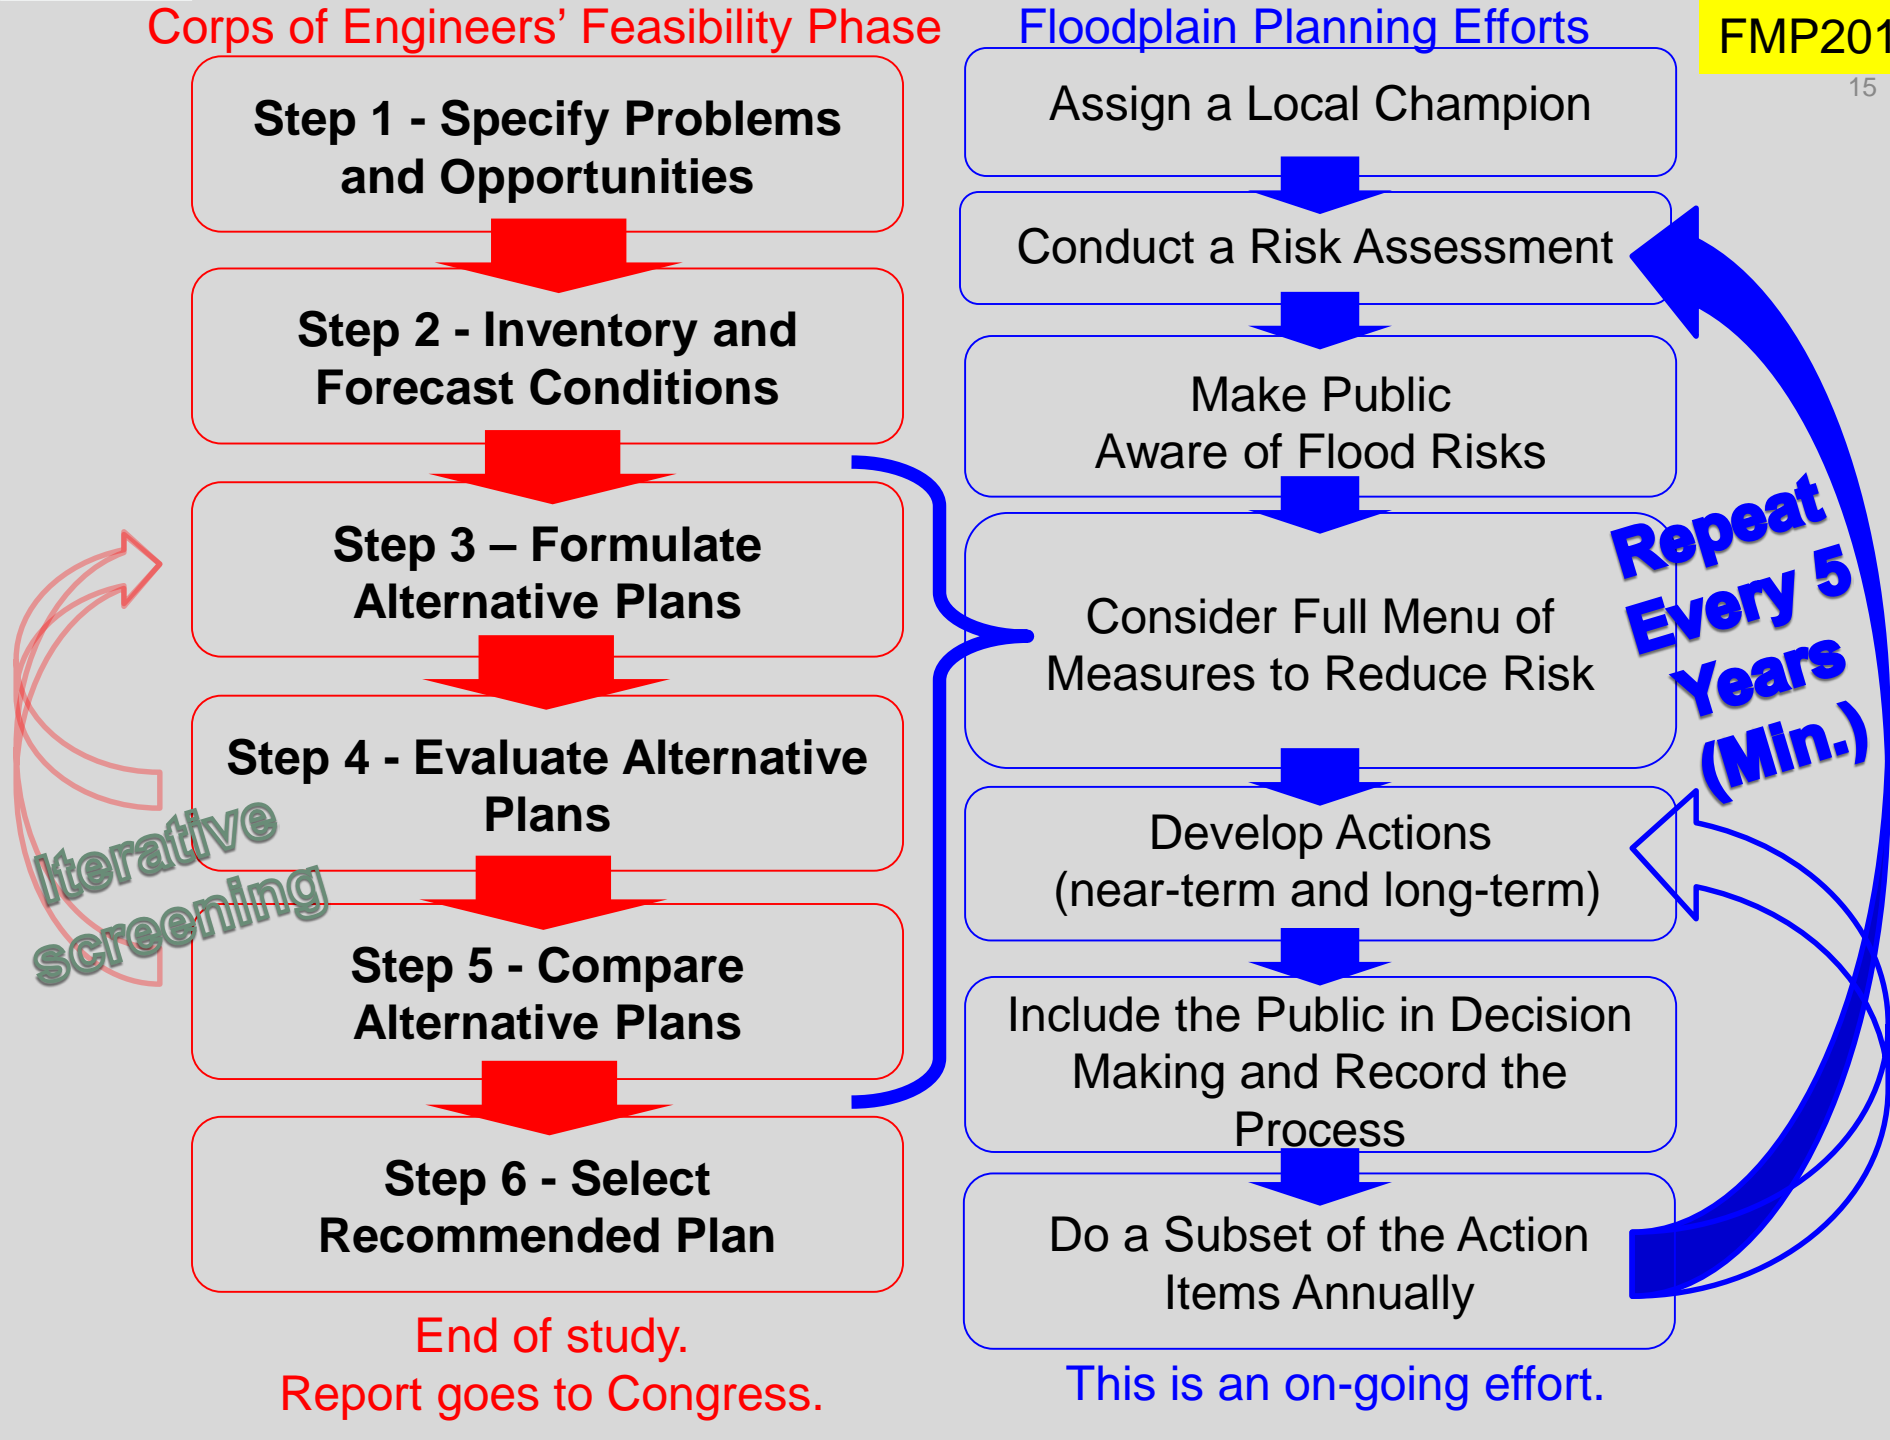 Corps of Engineers’ Feasibility Phase
Step 1 - Specify Problems
and Opportunities
Step 2 - Inventory and
Forecast Conditions
Step 3 – Formulate
Alternative Plans
Step 4 - Evaluate Alternative
Plans
Step 5 - Compare
Alternative Plans
Step 6 - Select
Recommended Plan
End of study.
Report goes to Congress.
Iterative
screening
Floodplain Planning Efforts
Assign a Local Champion
Conduct a Risk Assessment
Make Public
Aware of Flood Risks
Consider Full Menu of
Measures to Reduce Risk
Develop Actions
(near-term and long-term)
Include the Public in Decision
Making and Record the
Process
Do a Subset of the Action
Items Annually
This is an on-going effort.
Repeat
Every 5
Years
(Min.)
FMP201
15